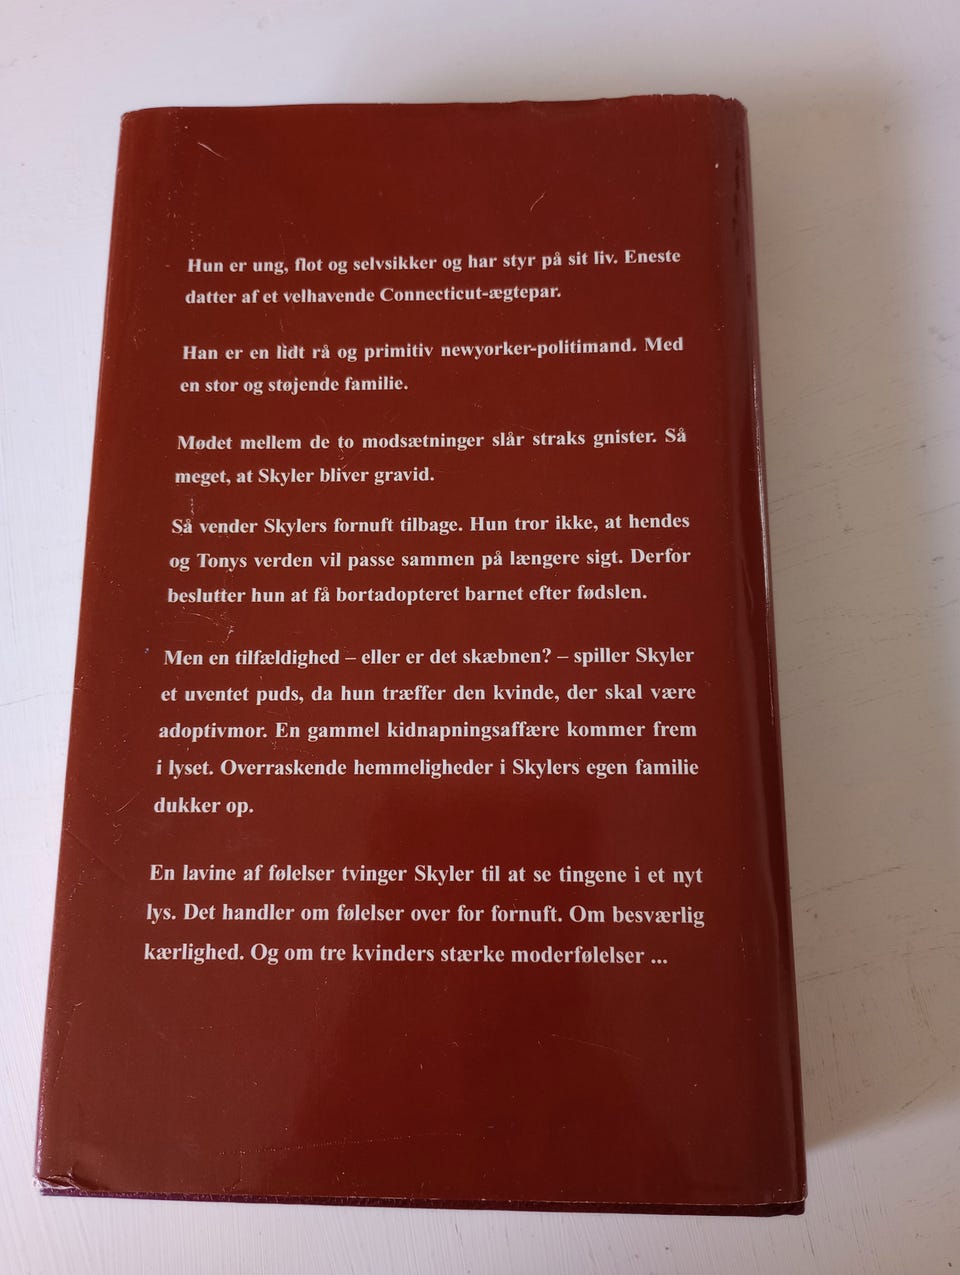 Hun er ung, flot og selvsikker og har styr på sit liv. Eneste
datter af et velhavende Connecticut-ægtepar.
Han er en lidt rå og primitiv newyorker-politimand. Med
en stor og støjende familie.
Mødet mellem de to modsætninger slår straks gnister. Så
meget, at Skyler bliver gravid.
Så vender Skylers fornuft tilbage. Hun tror ikke, at hendes
og Tonys verden vil passe sammen på længere sigt. Derfor
beslutter hun at få bortadopteret barnet efter fødslen.
Men en tilfældighed – eller er det skæbnen? – spiller Skyler
et uventet puds, da hun træffer den kvinde, der skal være
adoptivmor. En gammel kidnapningsaffære kommer frem
i lyset. Overraskende hemmeligheder i Skylers egen familie
dukker op.
En lavine af følelser tvinger Skyler til at se tingene i et nyt
lys. Det handler om følelser over for fornuft. Om besværlig
kærlighed. Og om tre kvinders stærke moderfølelser ...